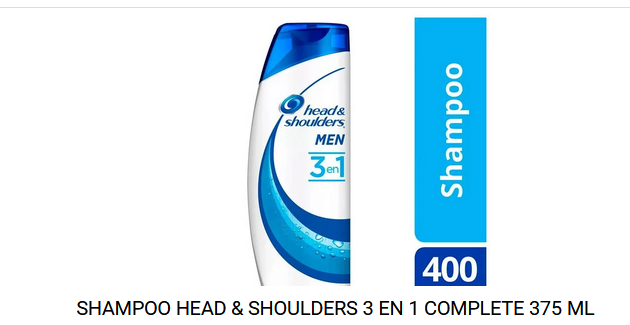 head&
shoulders
MEN
3en1
Shampoo
400
SHAMPOO HEAD & SHOULDERS 3 EN 1 COMPLETE 375 ML